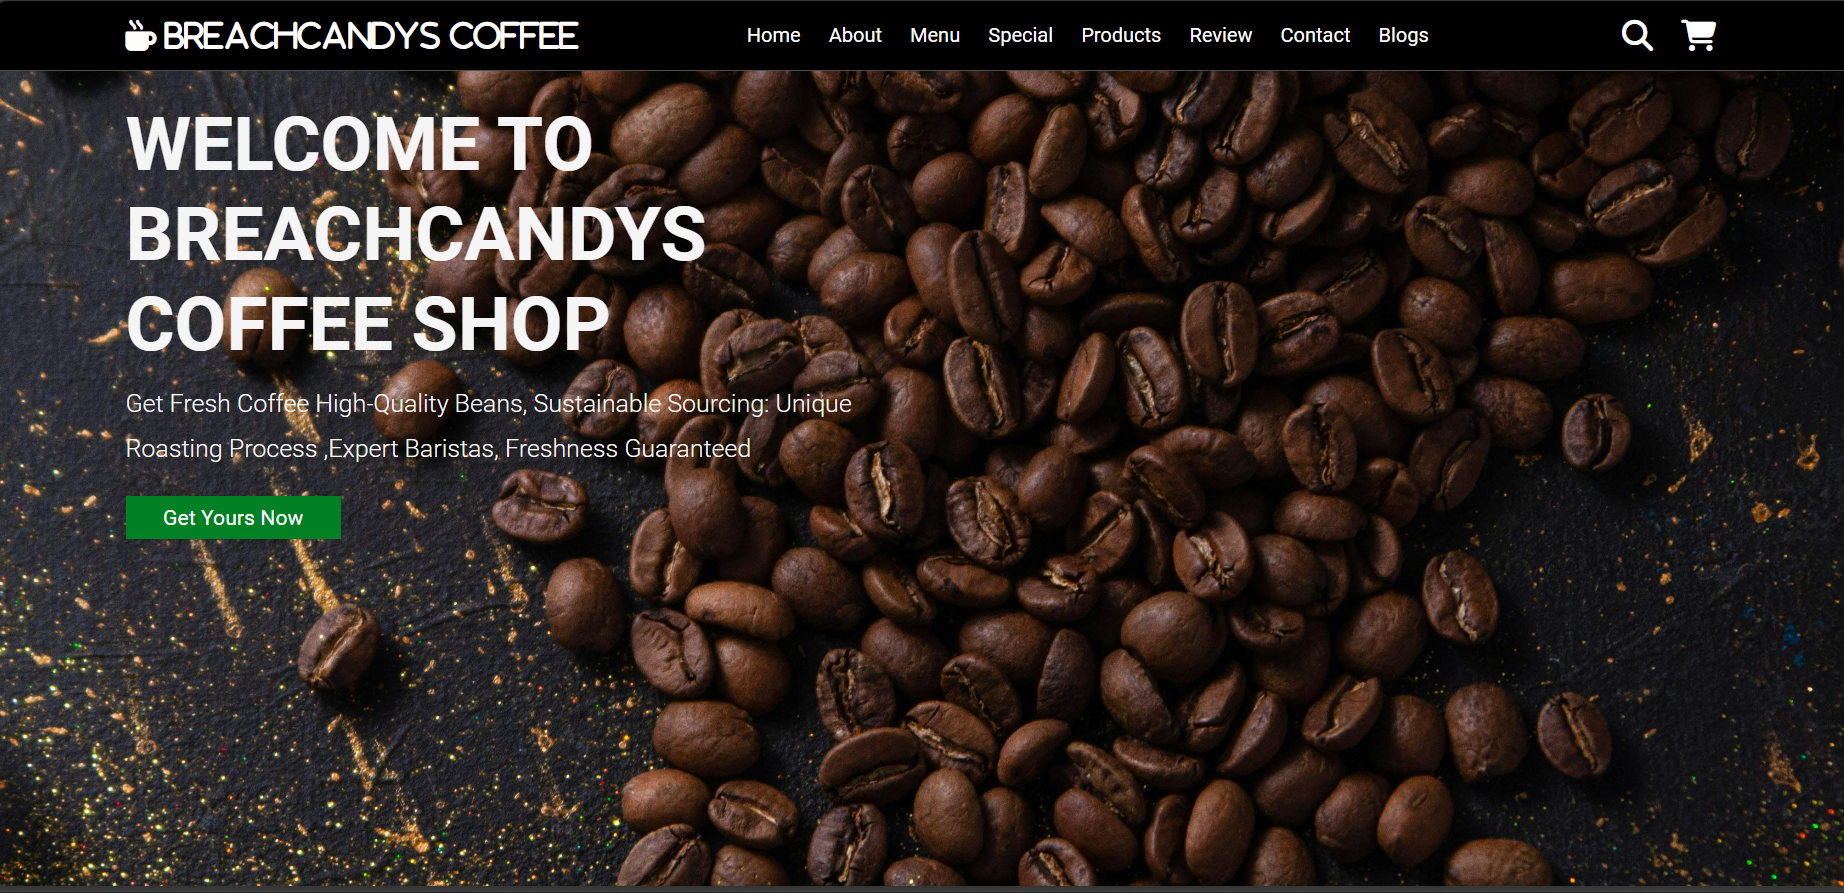 BREACHCANDYS COFFEE
Home About Menu Special Products Review Contact Blogs
WELCOME TO
BREACHCANDYS
COFFEE SHOP
Get Fresh Coffee High-Quality Beans, Sustainable Sourcing: Unique
Roasting Process ,Expert Baristas, Freshness Guaranteed
Get Yours Now